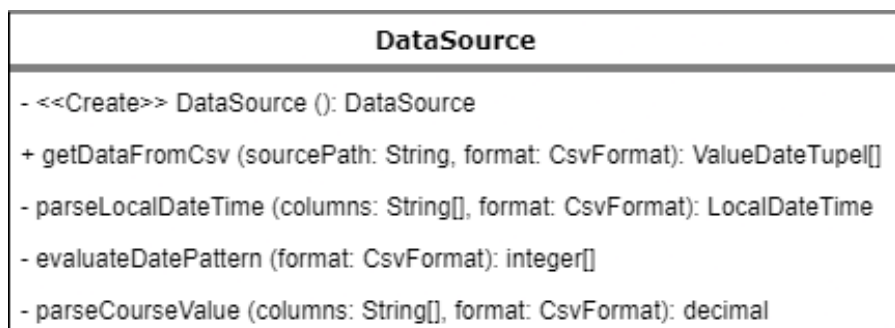 DataSource
- <<Create>> DataSource (): DataSource
+ getDataFromCsv (sourcePath: String, format: CsvFormat): ValueDateTupel[]
- parseLocalDateTime (columns: String[], format: CsvFormat): LocalDateTime
- evaluateDatePattern (format: CsvFormat): integer[]
- parseCourseValue (columns: String[], format: CsvFormat): decimal